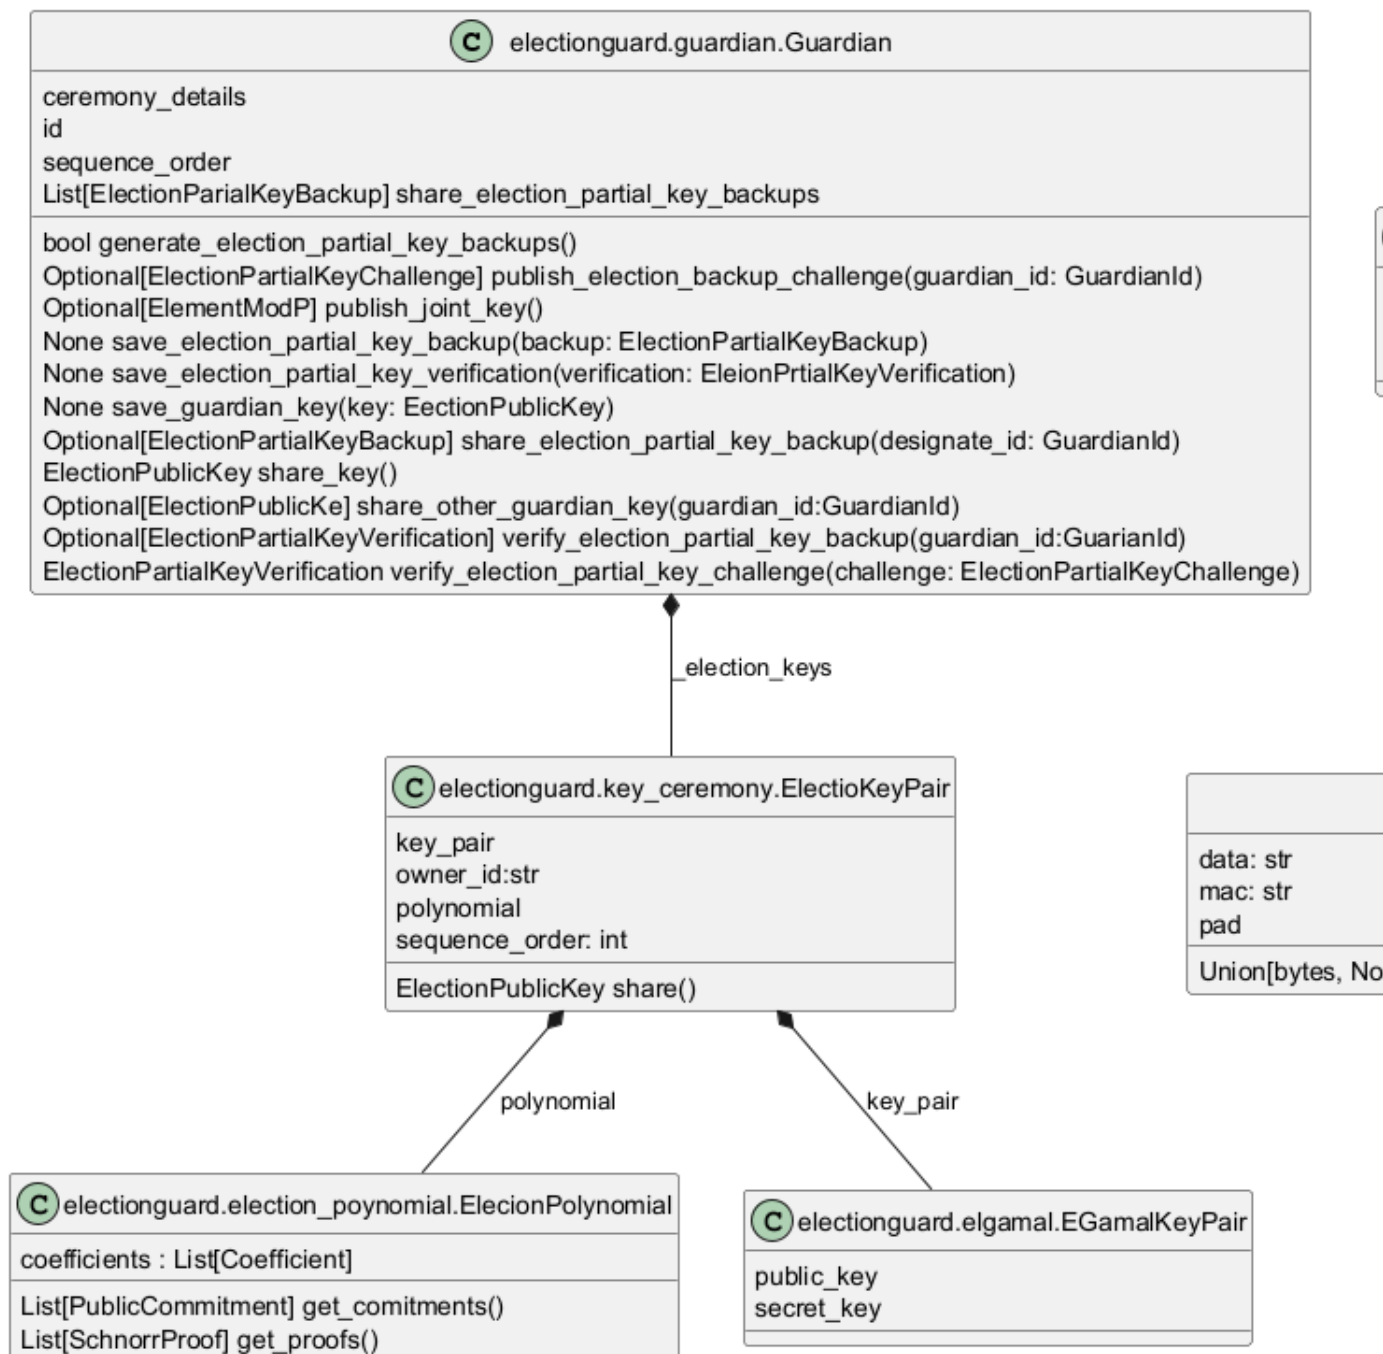 C electionguard.guardian.Guardian
ceremony_details
id
sequence_order
List[ElectionParialKeyBackup] share_election_partial_key_backups
bool generate_election_partial_key_backups()
Optional[ElectionPartialKeyChallenge] publish_election_backup_challenge(guardian_id: GuardianId)
Optional[ElementModP] publish_joint_key()
None save_election_partial_key_backup(backup: ElectionPartialKeyBackup)
None save_election_partial_key_verification(verification: EleionPrtialKeyVerification)
None save_guardian_key(key: EectionPublicKey)
Optional[ElectionPartialKeyBackup] share_election_partial_key_backup(designate_id: GuardianId)
ElectionPublicKey share_key()
Optional[ElectionPublicKe] share_other_guardian_key(guardian_id:GuardianId)
Optional[ElectionPartialKeyVerification] verify_election_partial_key_backup(guardian_id:GuarianId)
ElectionPartialKeyVerification verify_election_partial_key_challenge(challenge: ElectionPartialKeyChallenge)
_election_keys
C electionguard.key_ceremony.ElectioKeyPair
key_pair
owner_id:str
polynomial
sequence_order: int
ElectionPublicKey share()
data: str
mac: str
pad
Union[bytes, No
polynomial
key_pair
C electionguard.election_poynomial.ElecionPolynomial
coefficients : List[Coefficient]
List[PublicCommitment] get_comitments()
List[SchnorrProof] get_proofs()
C electionguard.elgamal.EGamalKeyPair
public_key
secret_key